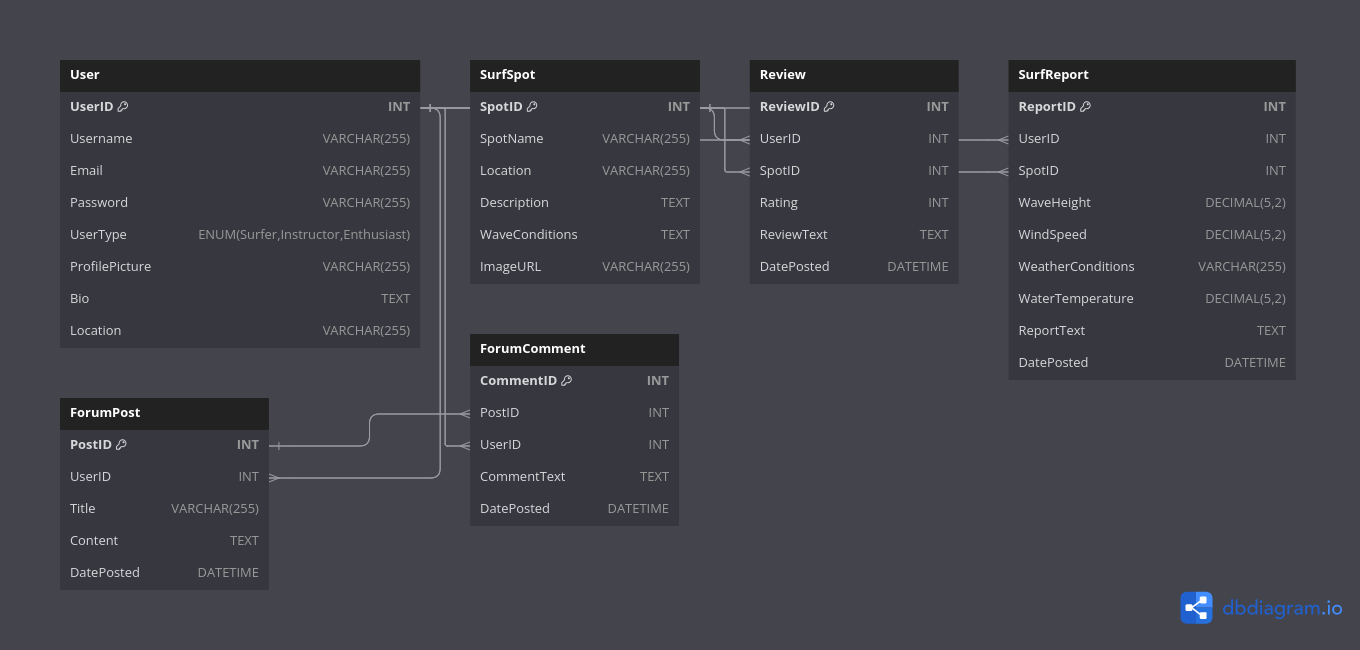 User
UserID INT
Username VARCHAR(255)
Email VARCHAR(255)
Password VARCHAR(255)
UserType ENUM(Surfer,Instructor,Enthusiast)
ProfilePicture VARCHAR(255)
Bio TEXT
Location VARCHAR(255)
SurfSpot
SpotID INT
SpotName VARCHAR(255)
Location VARCHAR(255)
Description TEXT
WaveConditions TEXT
ImageURL VARCHAR(255)
Review
ReviewID INT
UserID INT
SpotID INT
Rating INT
ReviewText TEXT
DatePosted DATETIME
SurfReport
ReportID INT
UserID INT
SpotID INT
WaveHeight DECIMAL(5,2)
WindSpeed DECIMAL(5,2)
WeatherConditions VARCHAR(255)
WaterTemperature DECIMAL(5,2)
ReportText TEXT
DatePosted DATETIME
ForumPost
PostID INT
UserID INT
Title VARCHAR(255)
Content TEXT
DatePosted DATETIME
ForumComment
CommentID INT
PostID INT
UserID INT
CommentText TEXT
DatePosted DATETIME
dbdiagram.io